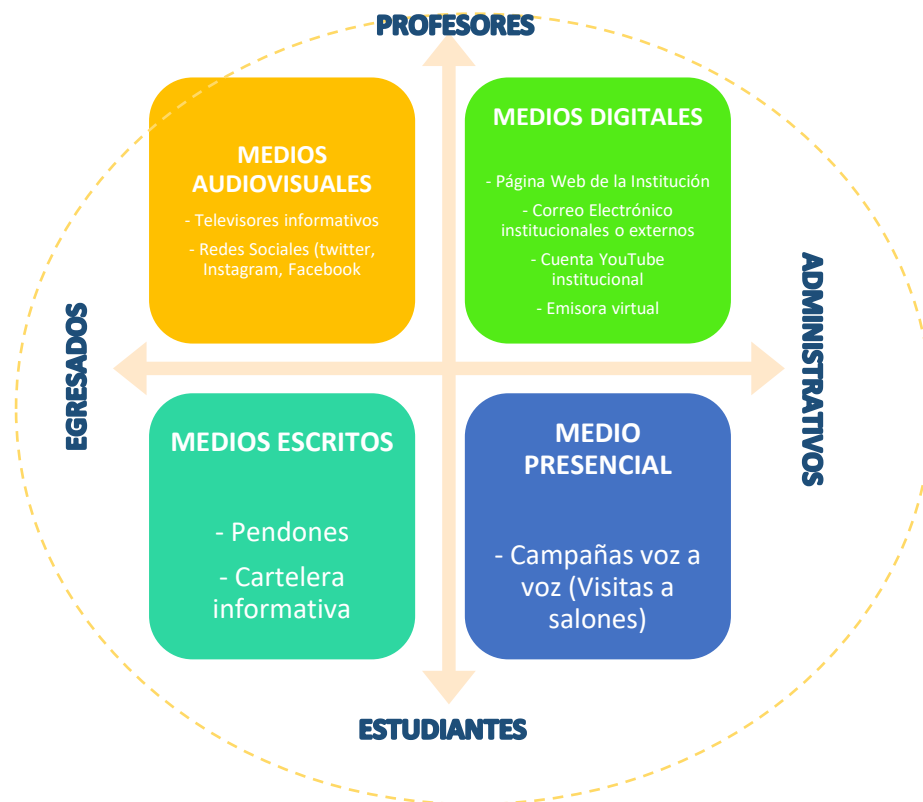 PROFESORES
MEDIOS
AUDIOVISUALES
- Televisores informativos
- Redes Sociales (twitter,
Instagram, Facebook
MEDIOS DIGITALES
- Página Web de la Institución
- Correo Electrónico
institucionales o externos
- Cuenta YouTube
institucional
- Emisora virtual
EGRESADOS
ADMINISTRATIVOS
MEDIOS ESCRITOS
- Pendones
- Cartelera
informativa
MEDIO
PRESENCIAL
- Campañas voz a
voz (Visitas a
salones)
ESTUDIANTES